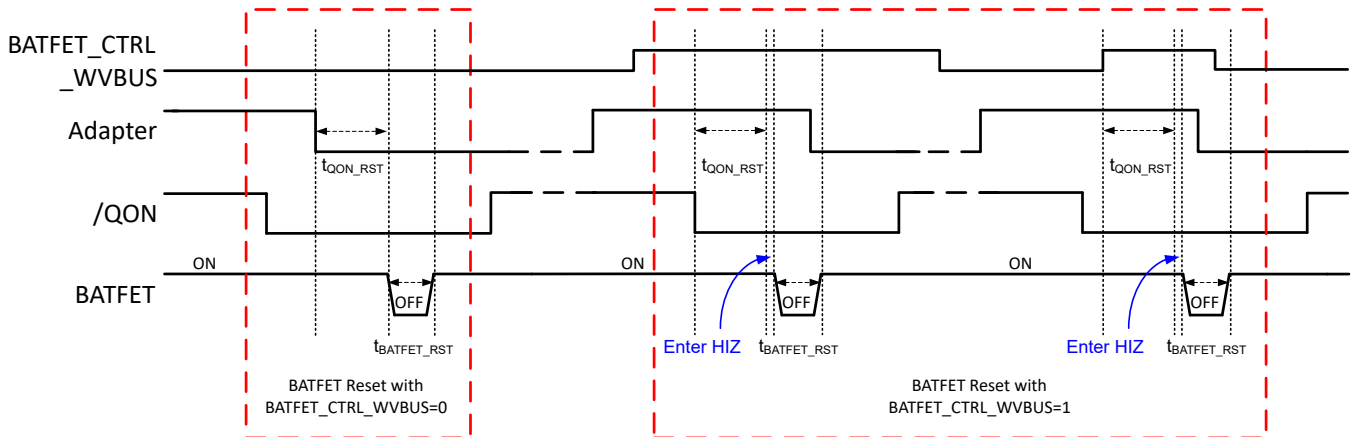 BATFET_CTRL
_WVBUS
Adapter
tQON_RST
tQON_RST
tQON_RST
/QON
ON
ON
ON
BATFET
OFF
OFF
OFF
tBATFET_RST
Enter HIZ
tBATFET_RST
Enter HIZ
tBATFET_RST
BATFET Reset with
BATFET_CTRL_WVBUS=0
BATFET Reset with
BATFET_CTRL_WVBUS=1